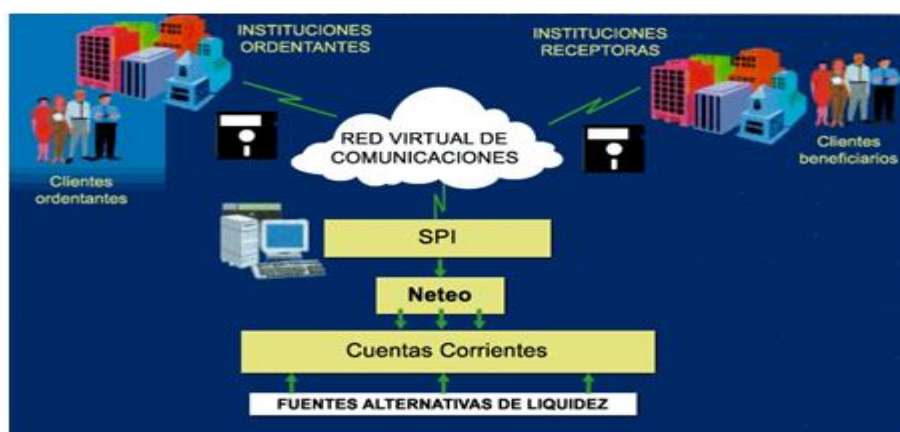 INSTITUCIONES
ORDENTANTES
INSTITUCIONES
RECEPTORAS
RED VIRTUAL DE
COMUNICACIONES
Clientes
ordentantes
Clientes
beneficiarios
SPI
Neteo
Cuentas Corrientes
FUENTES ALTERNATIVAS DE LIQUIDEZ